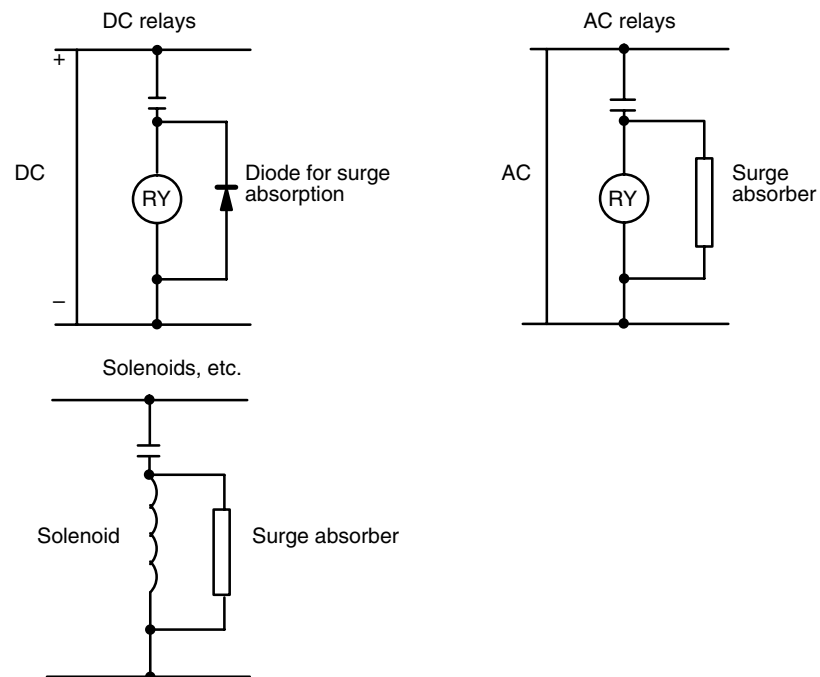 DC relays
+
DC
RY
Diode for surge
absorption
–
AC relays
AC
RY
Surge
absorber
Solenoids, etc.
Solenoid
Surge absorber